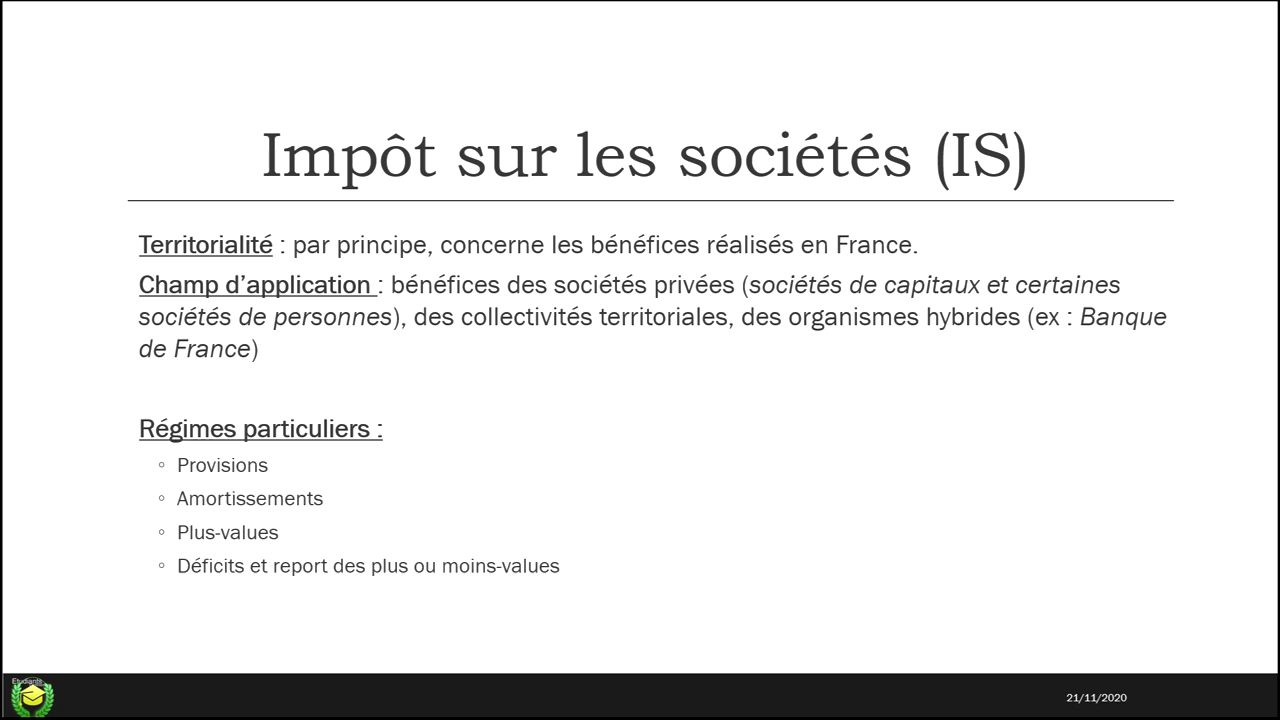 Impôt sur les sociétés (IS)
Territorialité : par principe, concerne les bénéfices réalisés en France.
Champ d’application : bénéfices des sociétés privées (sociétés de capitaux et certaines
sociétés de personnes), des collectivités territoriales, des organismes hybrides (ex : Banque
de France)
Régimes particuliers :
◦ Provisions
◦ Amortissements
◦ Plus-values
◦ Déficits et report des plus ou moins-values
Etudiants
21/11/2020